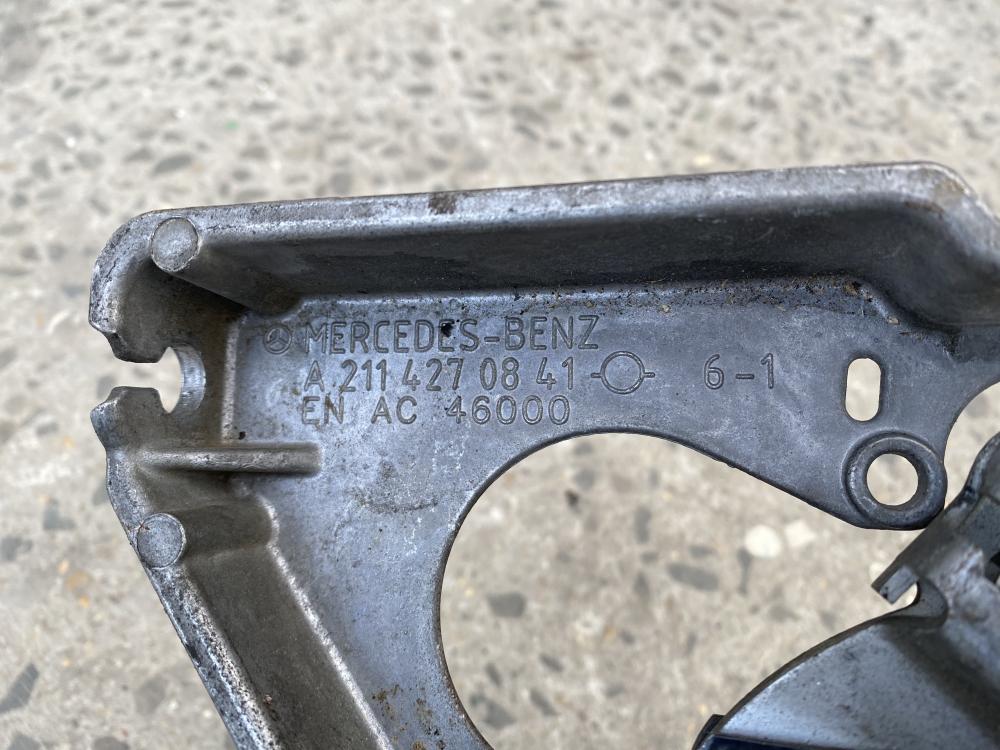 MERCEDES-BENZ
A 211 427 08 41 6-1
EN AC 46000